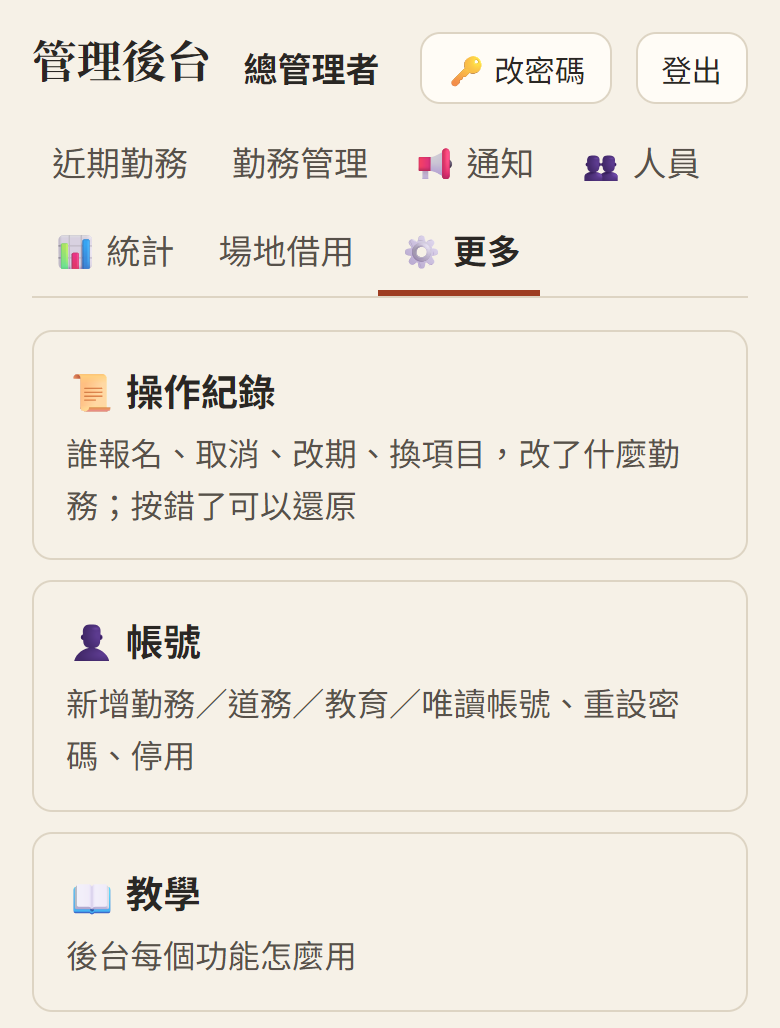 管理後台 總管理者 改密碼 登出
近期勤務 勤務管理 通知 人員
統計 場地借用 更多
操作紀錄
誰報名、取消、改期、換項目，改了什麼勤
務；按錯了可以還原
帳號
新增勤務／道務／教育／唯讀帳號、重設密
碼、停用
教學
後台每個功能怎麼用